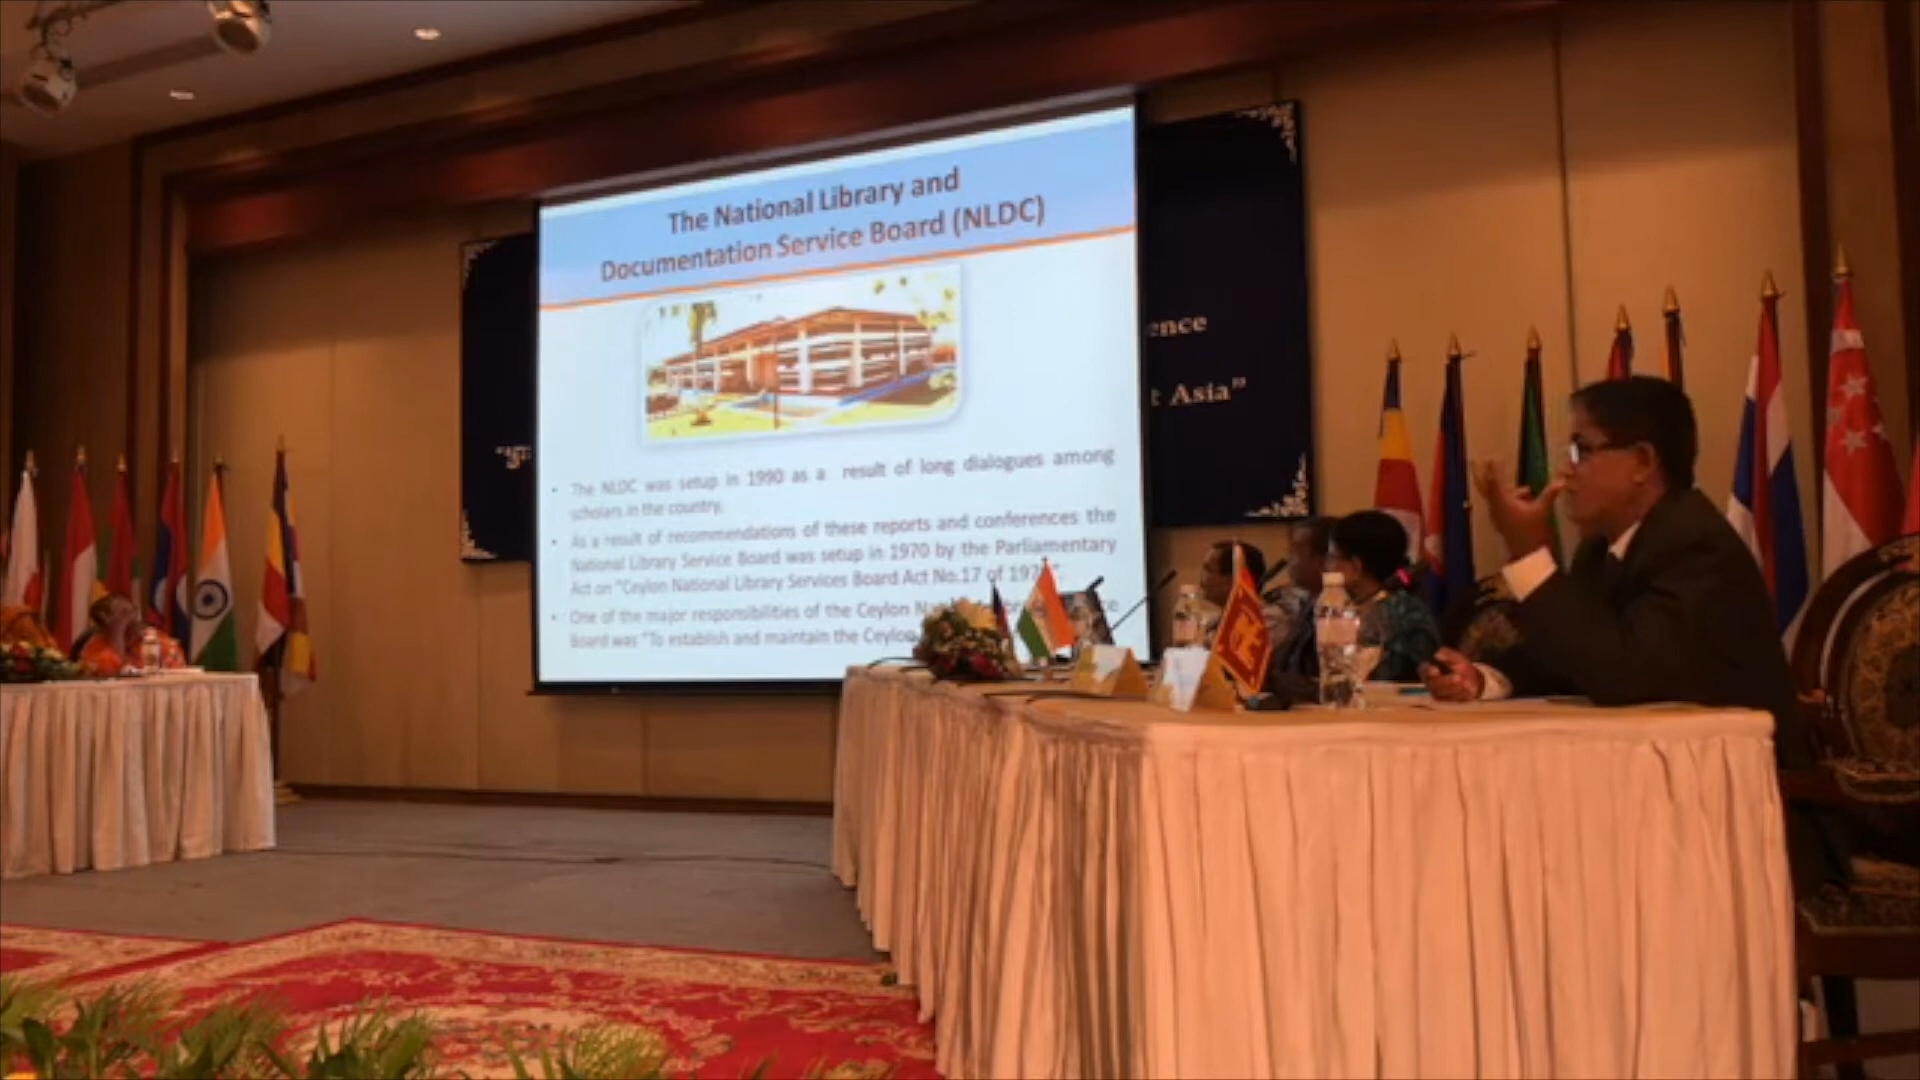 The National Library and
Documentation Service Board (NLDC)
The NLDC was setup in 1990 as a result of long dialogues among
scholars in the country.
As a result of recommendations of these reports and conferences the
National Library Service Board was setup in 1970 by the Parliamentary
Act on "Ceylon National Library Services Board Act No.17 of
One of the major responsibilities of the Ceylon
Board was "To establish and maintain the
ence
t Asia"